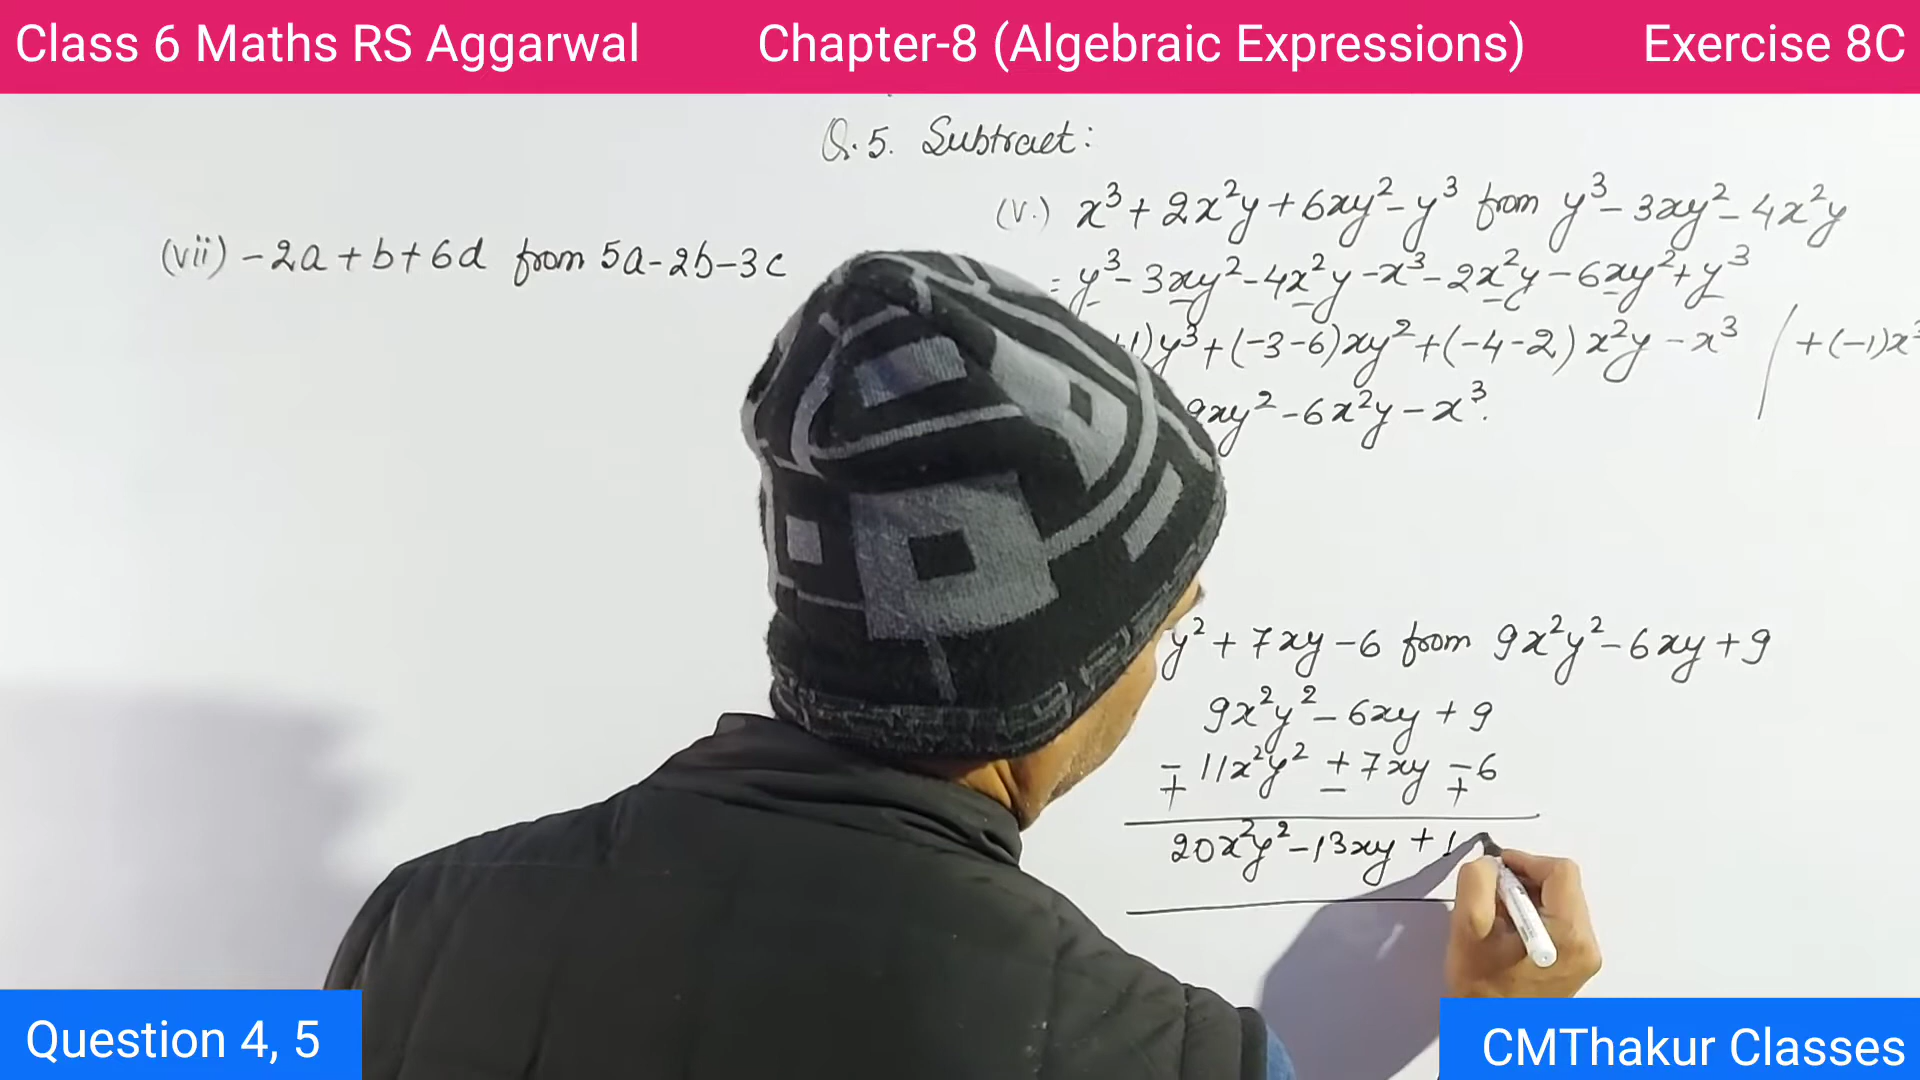 Class 6 Maths RS Aggarwal Chapter-8 (Algebraic Expressions) Exercise 8C
Q.5. Subtract:
(vii) -2a+b+6d from 5a-2b-3c
(v.) x³+2x²y+6xy²-y³ from y³-3xy²-4x²y
= y³-3xy²-4x²y-x³-2x²y-6xy²+y³
1)y³+(-3-6)xy²+(-4-2)x²y-x³ / +(-1)x³
9xy²-6x²y-x³.
y²+7xy-6 from 9x²y²-6xy+9
9x²y²-6xy+9
-11x²y²+7xy-6
+ - +
20x²y²-13xy+1
Question 4, 5
CMThakur Classes